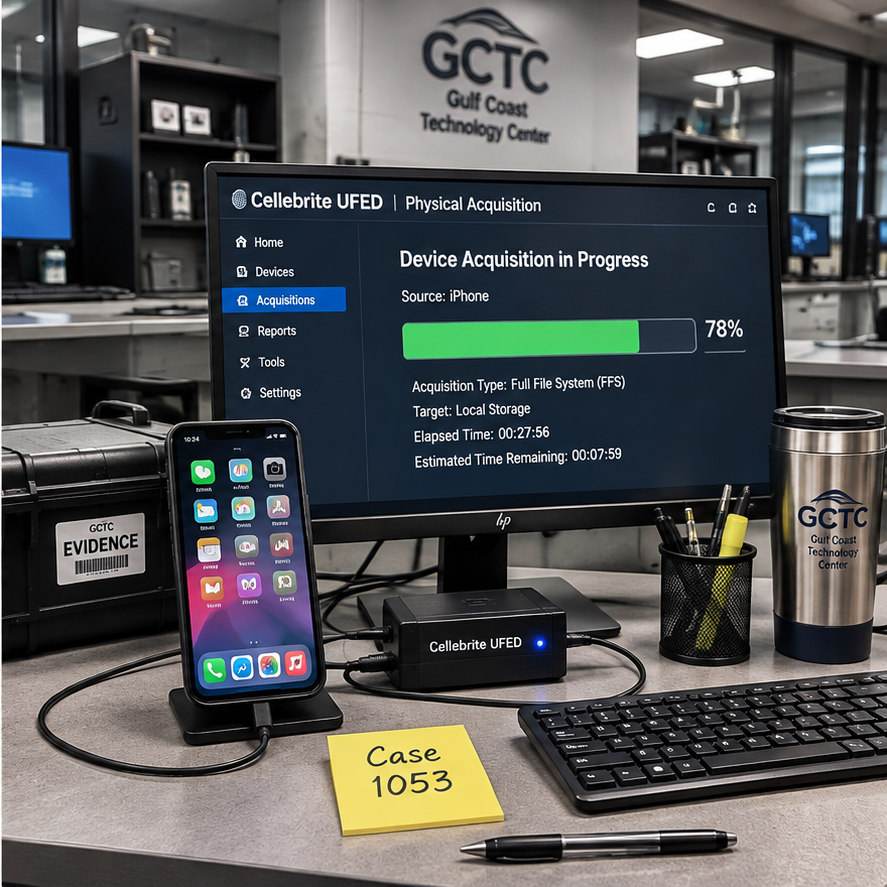 GCTC
Gulf Coast
Technology Center
Cellebrite UFED | Physical Acquisition
Home
Devices
Acquisitions
Reports
Tools
Settings
Device Acquisition in Progress
Source: iPhone
78%
Acquisition Type: Full File System (FFS)
Target: Local Storage
Elapsed Time: 00:27:56
Estimated Time Remaining: 00:07:59
hp
10:24
GCTC
EVIDENCE
Cellebrite UFED
GCTC
Gulf Coast
Technology
Center
Case
1053